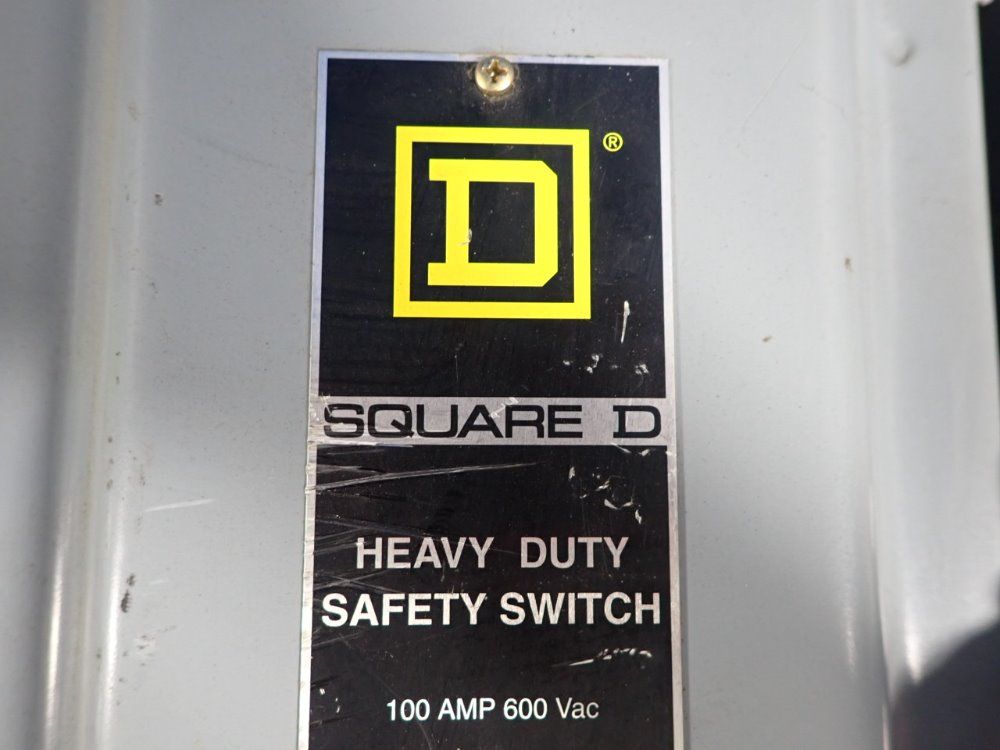 D®
SQUARE D
HEAVY DUTY
SAFETY SWITCH
100 AMP 600 Vac